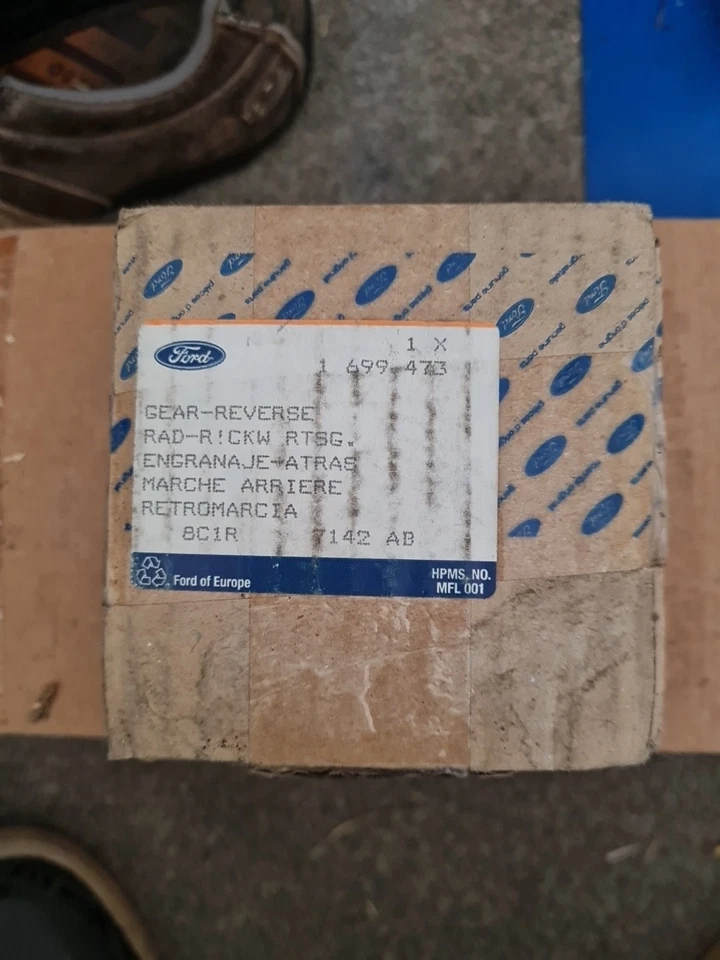 Ford
1 X
1 699 473
GEAR-REVERSE
RAD-R!CKW RTSG.
ENGRANAJE-ATRAS
MARCHE ARRIERE
RETROMARCIA
8C1R 7142 AB
Ford of Europe
HPMS. NO.
MFL 001